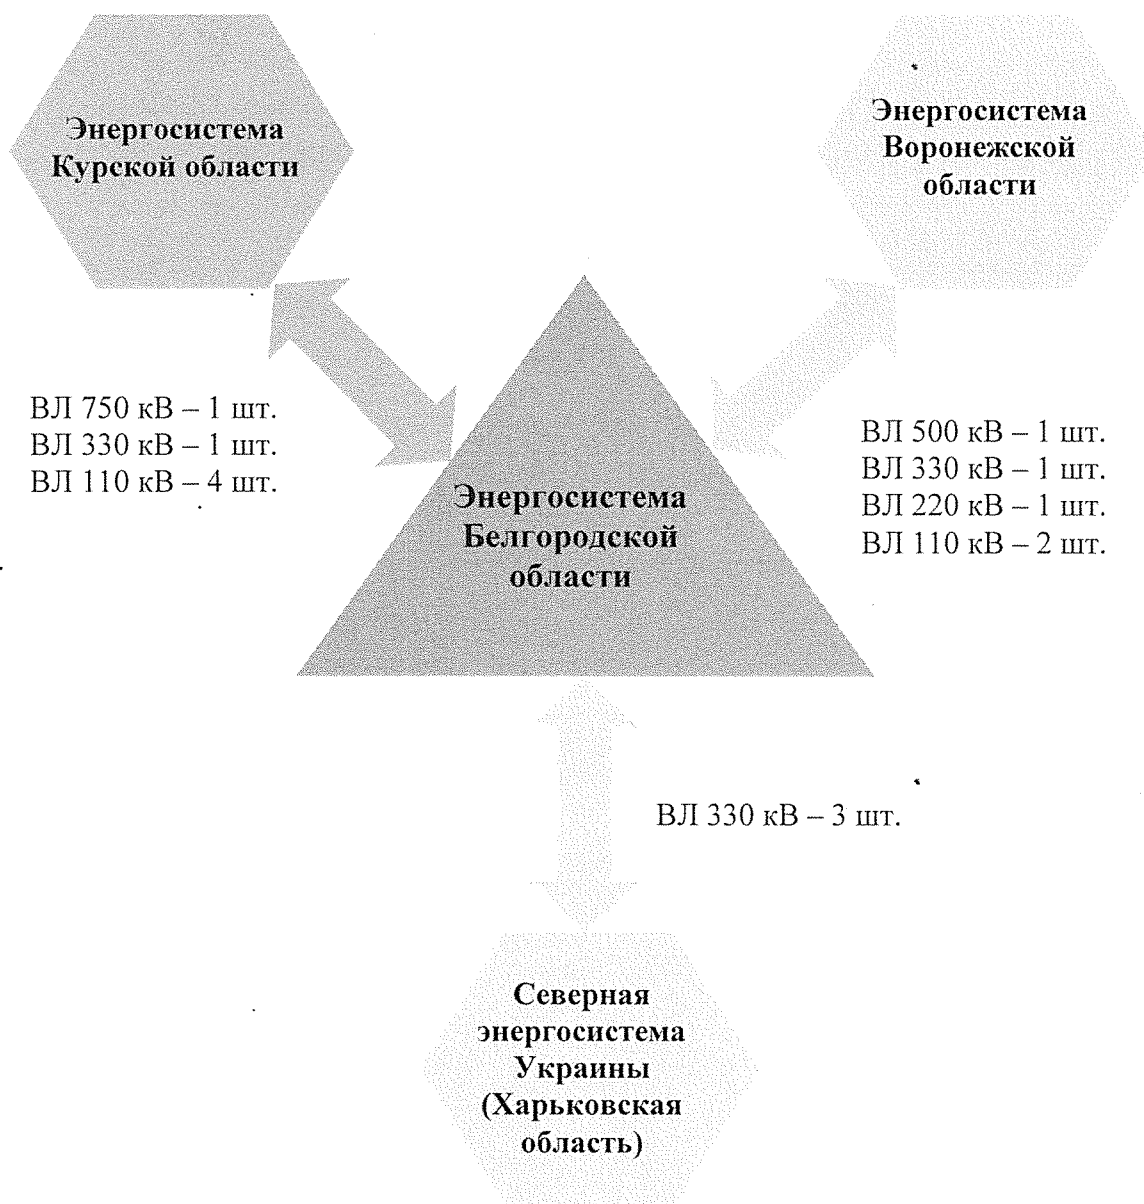 Энергосистема
Курской области
Энергосистема
Воронежской
области
ВЛ 750 кВ – 1 шт.
ВЛ 330 кВ – 1 шт.
ВЛ 110 кВ – 4 шт.
ВЛ 500 кВ – 1 шт.
ВЛ 330 кВ – 1 шт.
ВЛ 220 кВ – 1 шт.
ВЛ 110 кВ – 2 шт.
Энергосистема
Белгородской
области
ВЛ 330 кВ – 3 шт.
Северная
энергосистема
Украины
(Харьковская
область)